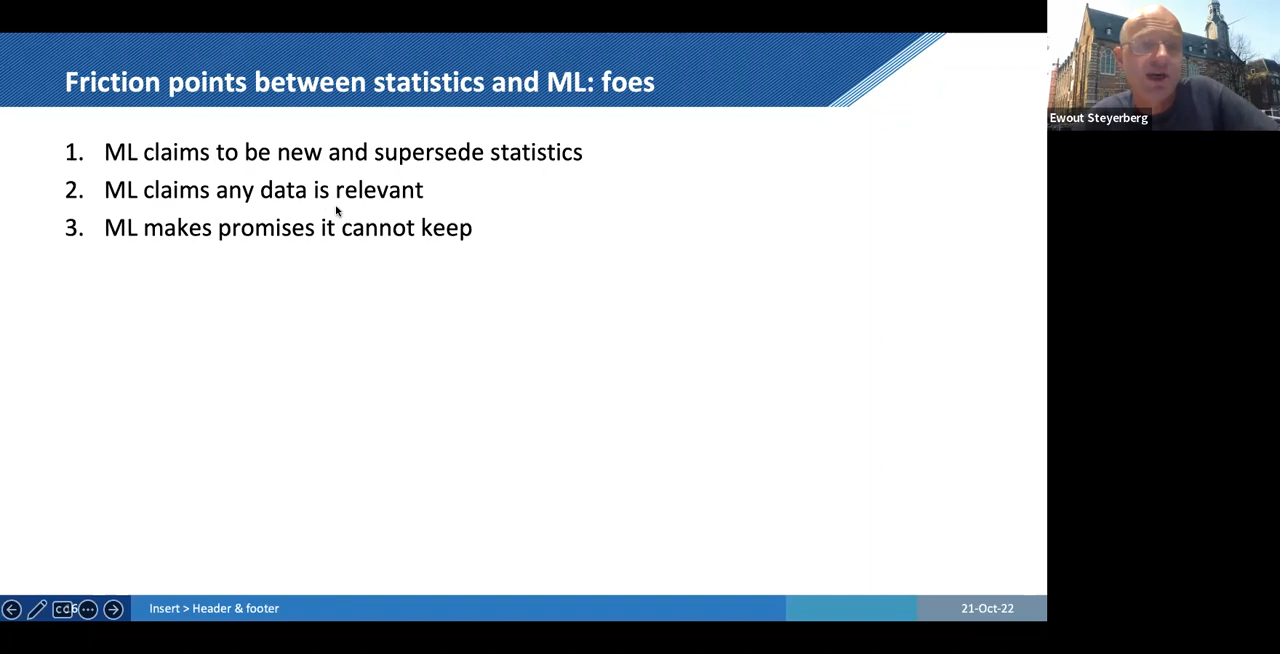 Friction points between statistics and ML: foes
Ewout Steyerberg
1. ML claims to be new and supersede statistics
2. ML claims any data is relevant
3. ML makes promises it cannot keep
Insert > Header & footer
21-Oct-22